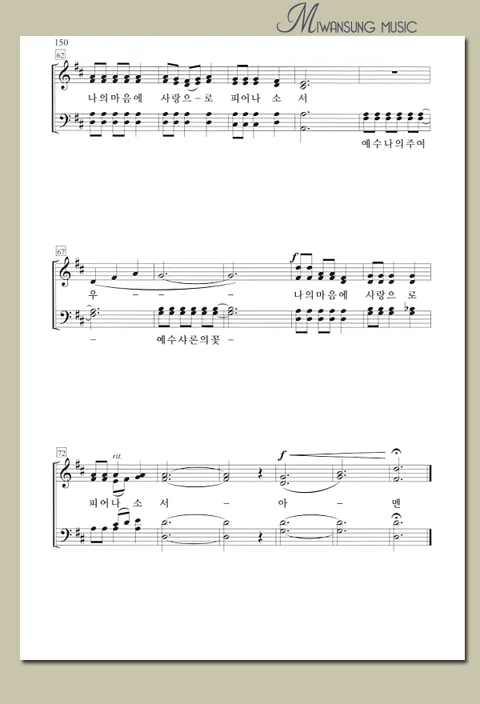 MIWANSUNG MUSIC
150
62
나의마음에 사랑으-로 피어나 소 서
예수나의주여
67
f
우 - - - 나의마음에 사랑으 로
- 예수샤론의꽃 -
72
rit.
f
피어나 소 서 - 아 - 멘